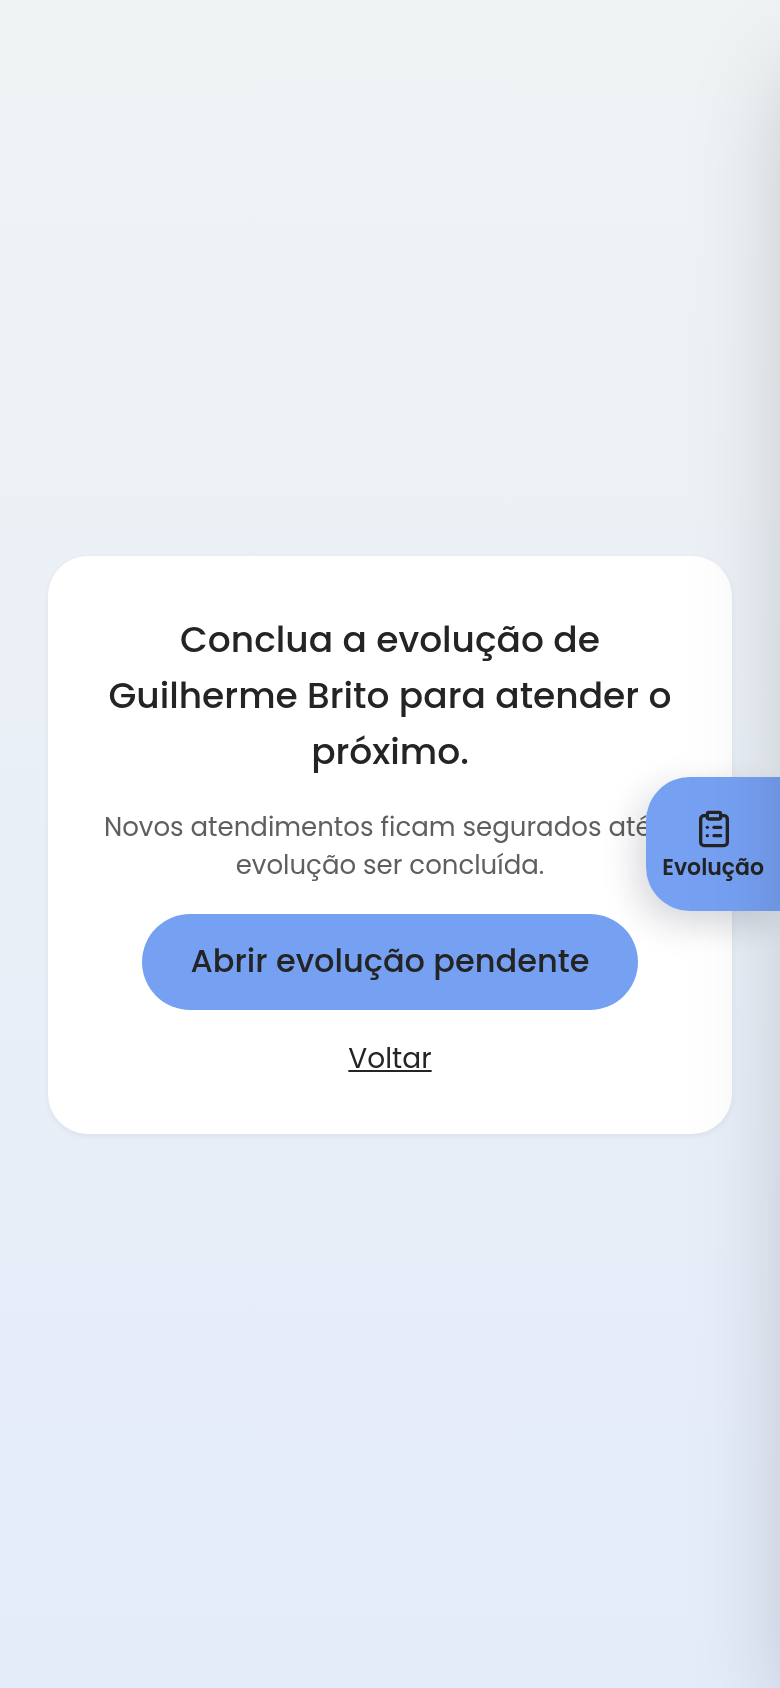 Conclua a evolução de
Guilherme Brito para atender o
próximo.
Novos atendimentos ficam segurados até
evolução ser concluída.
Evolução
Abrir evolução pendente
Voltar